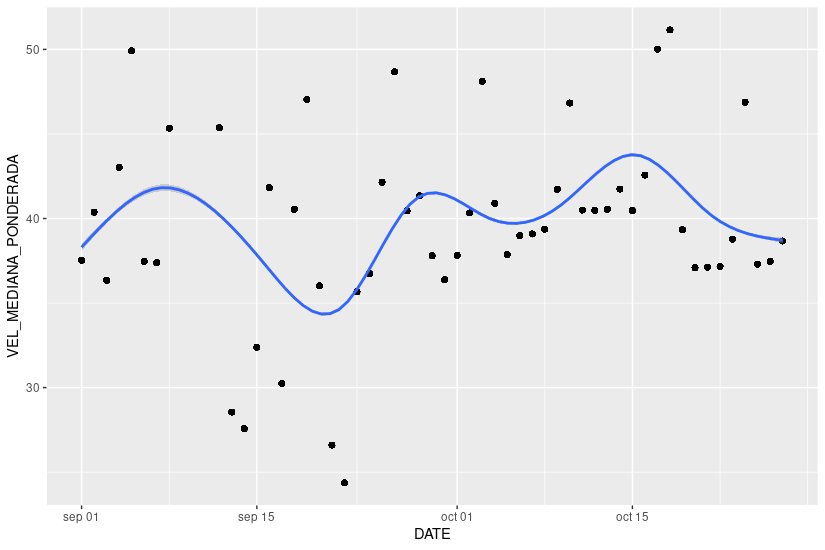 VEL_MEDIANA_PONDERADA
50
40
30
sep 01
sep 15
oct 01
oct 15
DATE